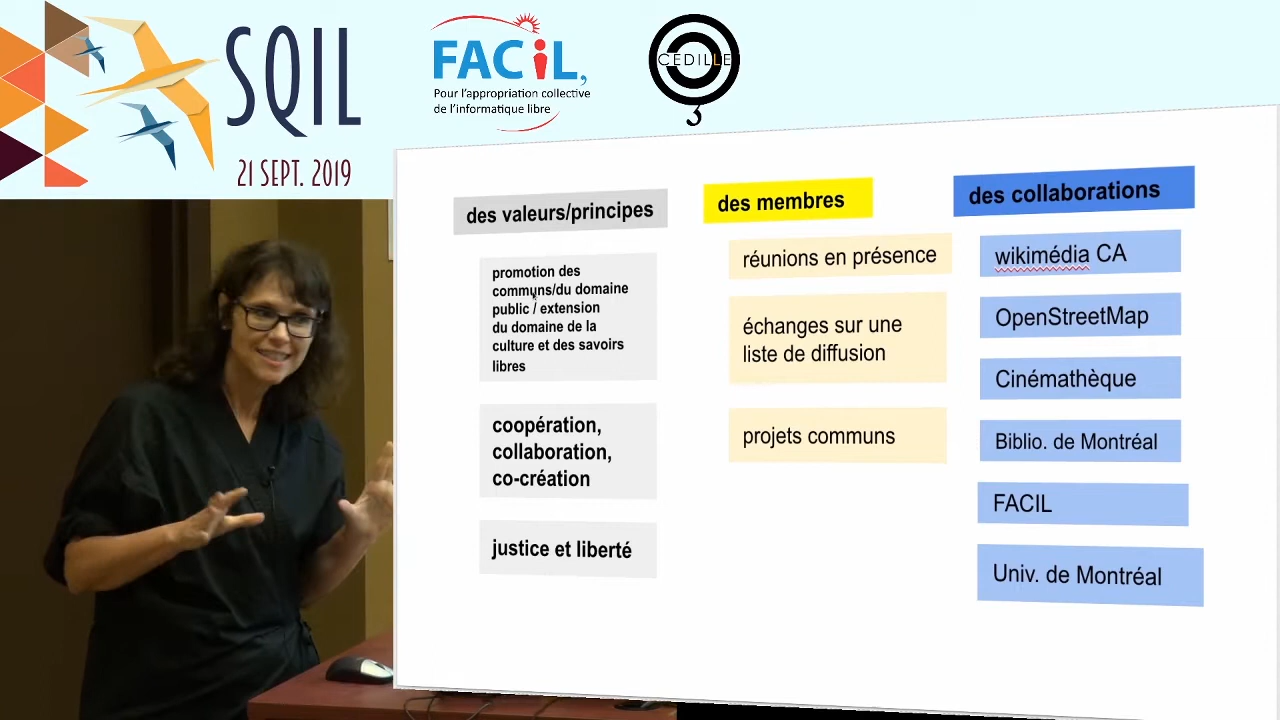 SQIL
21 SEPT. 2019
FACiL,
Pour l'appropriation collective
de l'informatique libre
CEDILLE
3
des valeurs/principes
promotion des
communs/du domaine
public / extension
du domaine de la
culture et des savoirs
libres
coopération,
collaboration,
co-création
justice et liberté
des membres
réunions en présence
échanges sur une
liste de diffusion
projets communs
des collaborations
wikimédia CA
OpenStreetMap
Cinémathèque
Biblio. de Montréal
FACIL
Univ. de Montréal